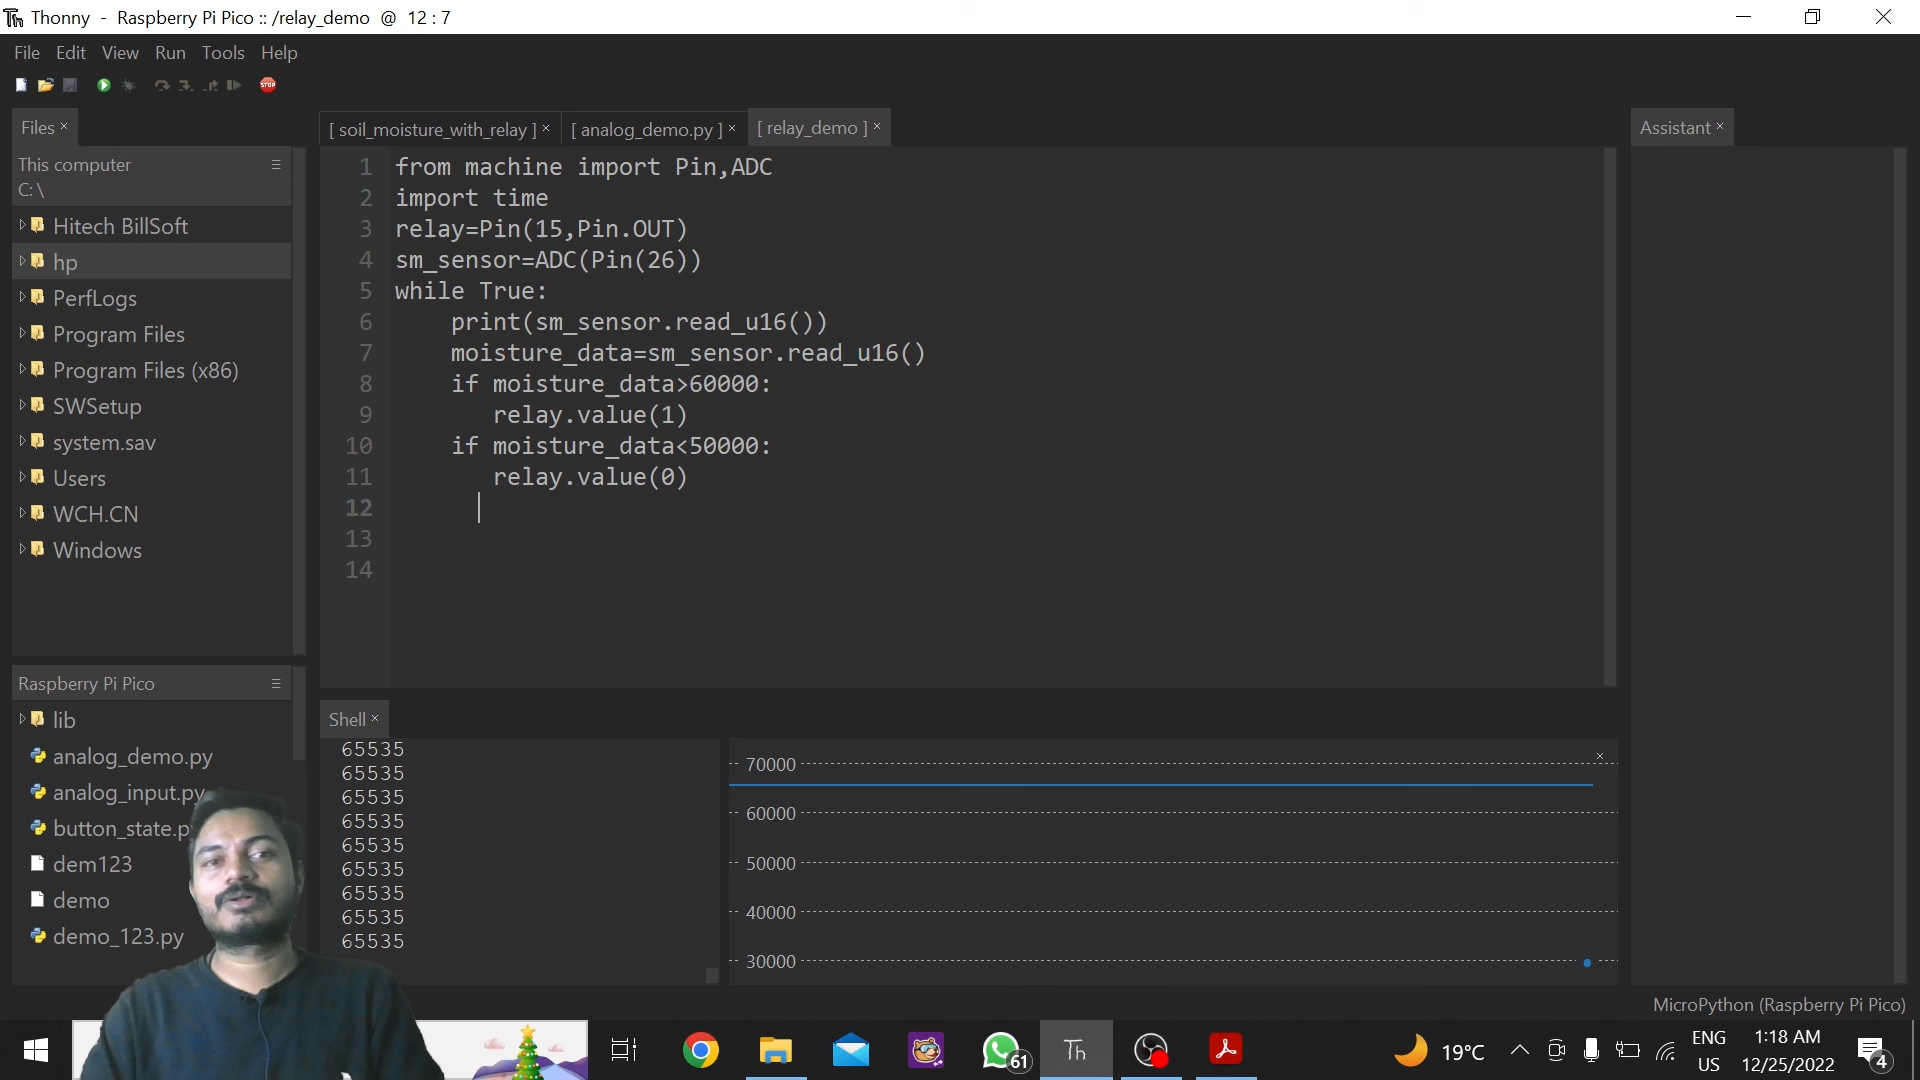 Thonny - Raspberry Pi Pico :: /relay_demo @ 12 : 7
File Edit View Run Tools Help
STOP
Files ×
This computer
C:\
Hitech BillSoft
hp
PerfLogs
Program Files
Program Files (x86)
SWSetup
system.sav
Users
WCH.CN
Windows
Raspberry Pi Pico
lib
analog_demo.py
analog_input.py
button_state.p
dem123
demo
demo_123.py
[ soil_moisture_with_relay ] × [ analog_demo.py ] × [ relay_demo ] ×
1 from machine import Pin,ADC
2 import time
3 relay=Pin(15,Pin.OUT)
4 sm_sensor=ADC(Pin(26))
5 while True:
6 print(sm_sensor.read_u16())
7 moisture_data=sm_sensor.read_u16()
8 if moisture_data>60000:
9 relay.value(1)
10 if moisture_data<50000:
11 relay.value(0)
12
13
14
Shell ×
65535
65535
65535
65535
65535
65535
65535
65535
65535
70000
60000
50000
40000
30000
Assistant ×
MicroPython (Raspberry Pi Pico)
61
Th
19°C
ENG
US
1:18 AM
12/25/2022
4